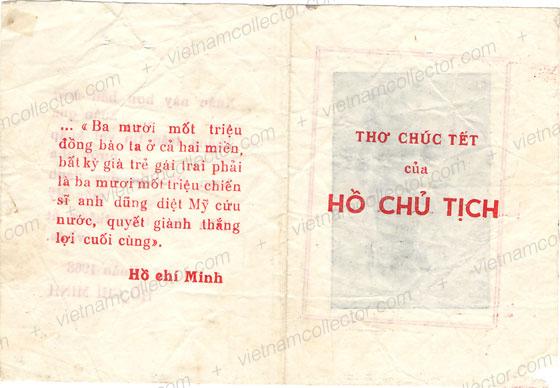 ... «Ba mươi mốt triệu
đồng bào ta ở cả hai miền,
bất kỳ già trẻ gái trai phải
là ba mươi mốt triệu chiến
sĩ anh dũng diệt Mỹ cứu
nước, quyết giành thắng
lợi cuối cùng».
Hồ chí Minh
THƠ CHÚC TẾT
của
HỒ CHỦ TỊCH
vietnamcollector.com